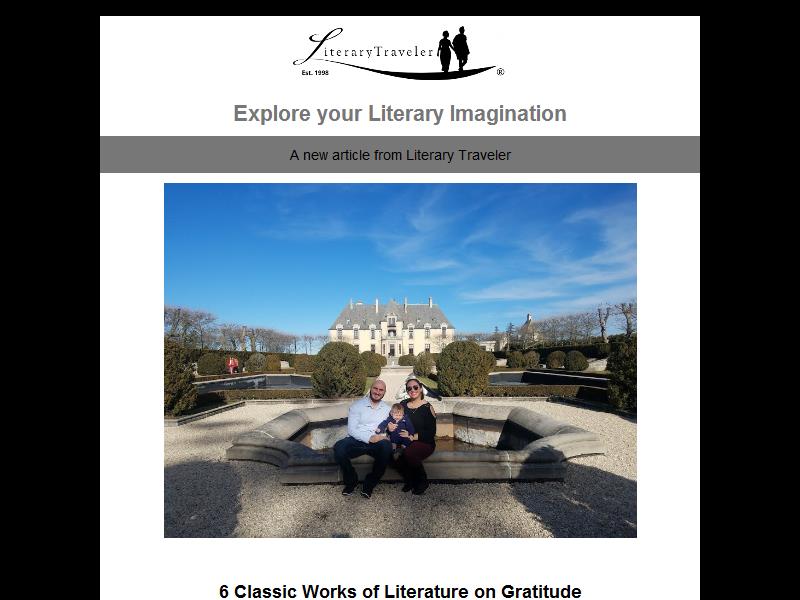 LiteraryTraveler
Est. 1998
®
Explore your Literary Imagination
A new article from Literary Traveler
6 Classic Works of Literature on Gratitude